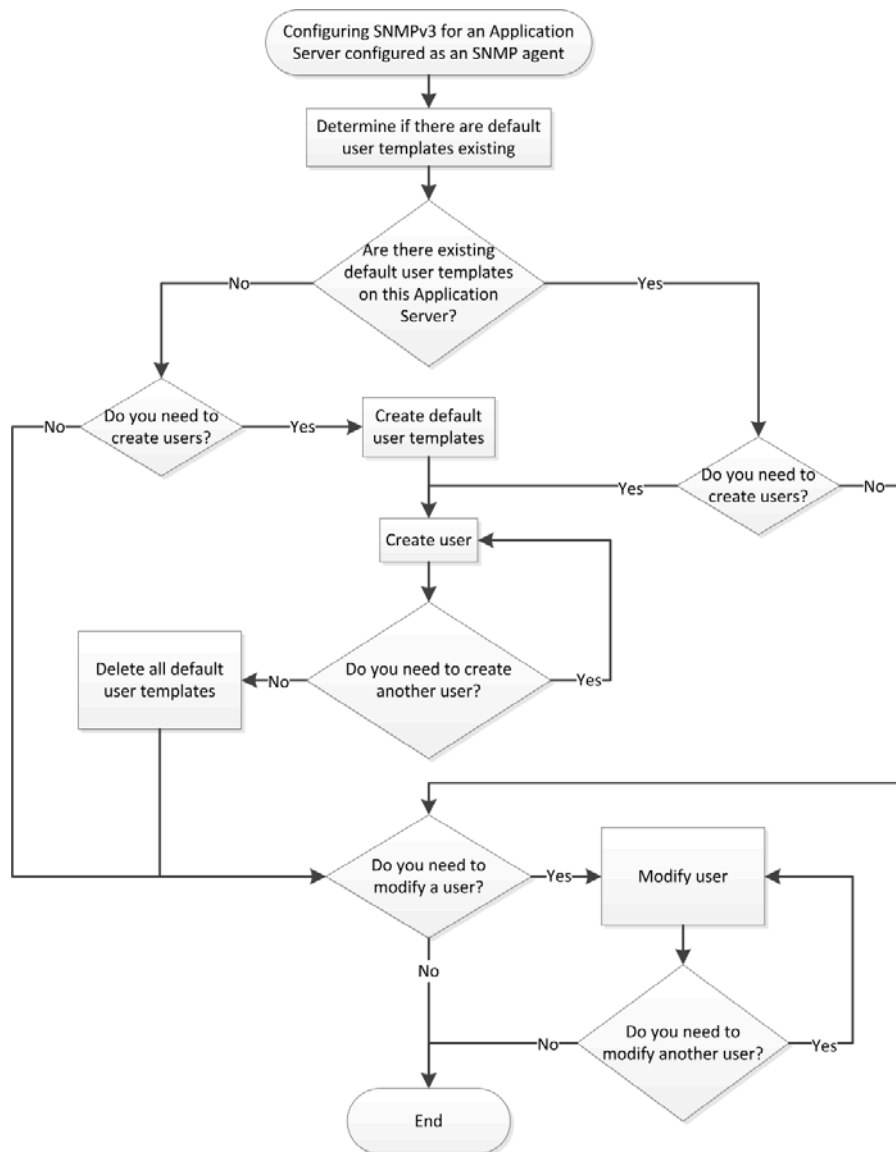 Configuring SNMPv3 for an Application
Server configured as an SNMP agent
Determine if there are default
user templates existing
Are there existing
default user templates
on this Application
Server?
No
Yes
Do you need to
create users?
No
Yes
Create default
user templates
Do you need to
create users?
Yes
No
Create user
Do you need to create
another user?
Yes
No
Delete all default
user templates
Do you need to
modify a user?
Yes
Modify user
No
Do you need to
modify another user?
No
Yes
End